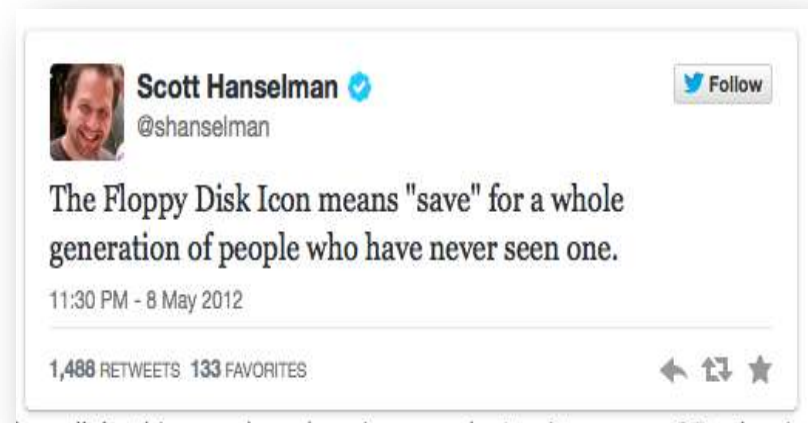 Scott Hanselman
Follow
@shanselman
The Floppy Disk Icon means "save" for a whole
generation of people who have never seen one.
11:30 PM - 8 May 2012
1,488 RETWEETS 133 FAVORITES